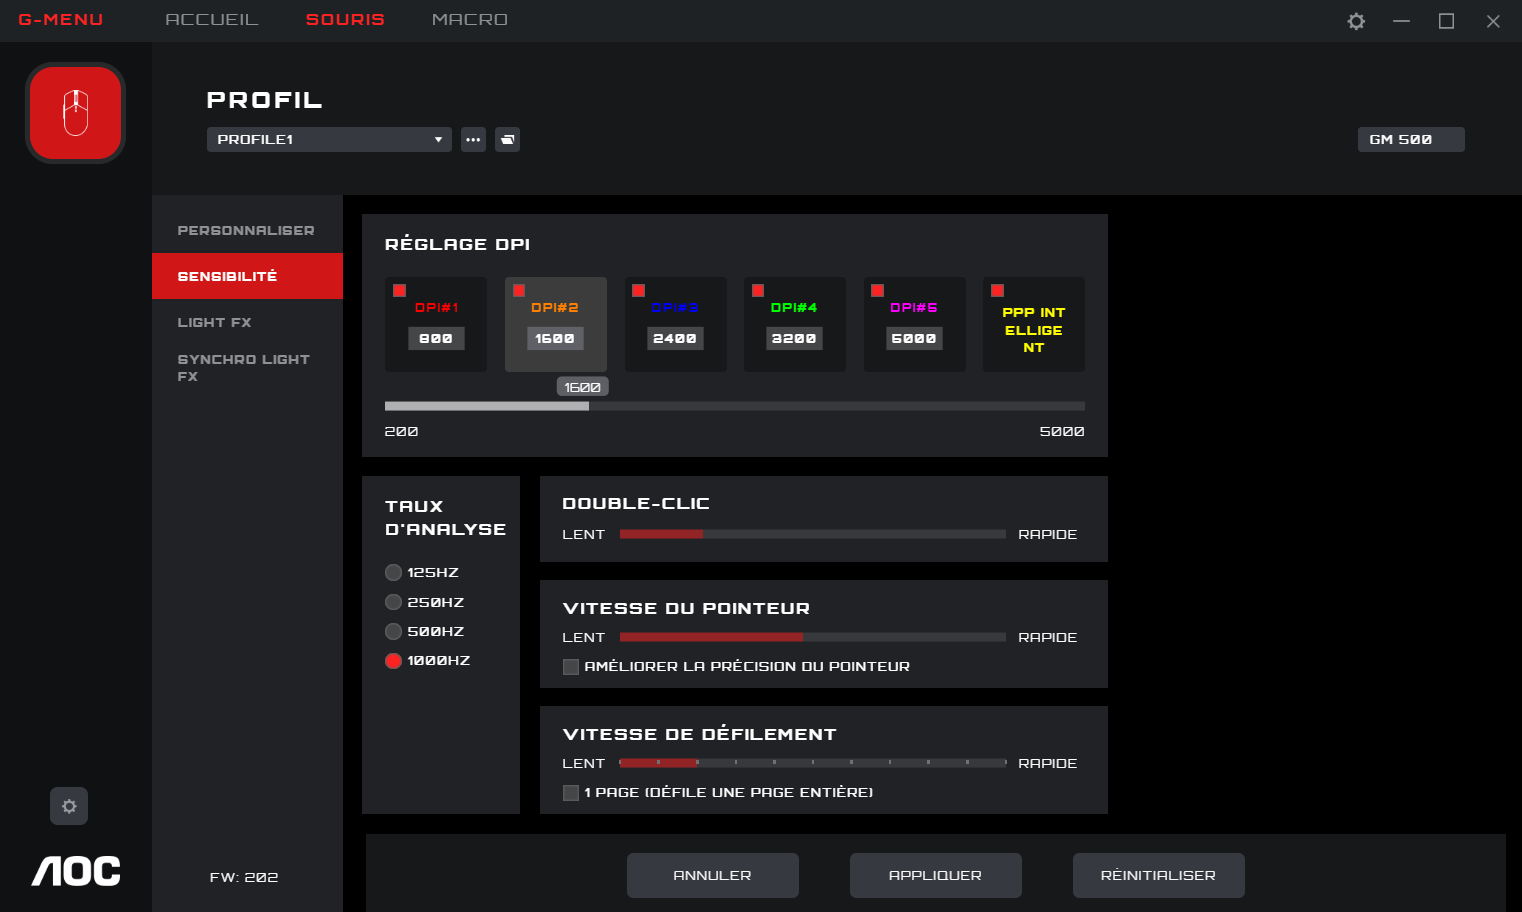 G-MENU
ACCUEIL
SOURIS
MACRO
PROFIL
PROFILE1
GM 500
PERSONNALISER
SENSIBILITÉ
LIGHT FX
SYNCHRO LIGHT
FX
RÉGLAGE DPI
DPI#1
DPI#2
DPI#3
DPI#4
DPI#5
PPP INT
ELLIGE
NT
800
1600
2400
3200
5000
1600
200
5000
TAUX
D'ANALYSE
125HZ
250HZ
500HZ
1000HZ
DOUBLE-CLIC
LENT
RAPIDE
VITESSE DU POINTEUR
LENT
RAPIDE
AMÉLIORER LA PRÉCISION DU POINTEUR
VITESSE DE DÉFILEMENT
LENT
RAPIDE
1 PAGE (DÉFILE UNE PAGE ENTIÈRE)
AOC
FW: 202
ANNULER
APPLIQUER
RÉINITIALISER